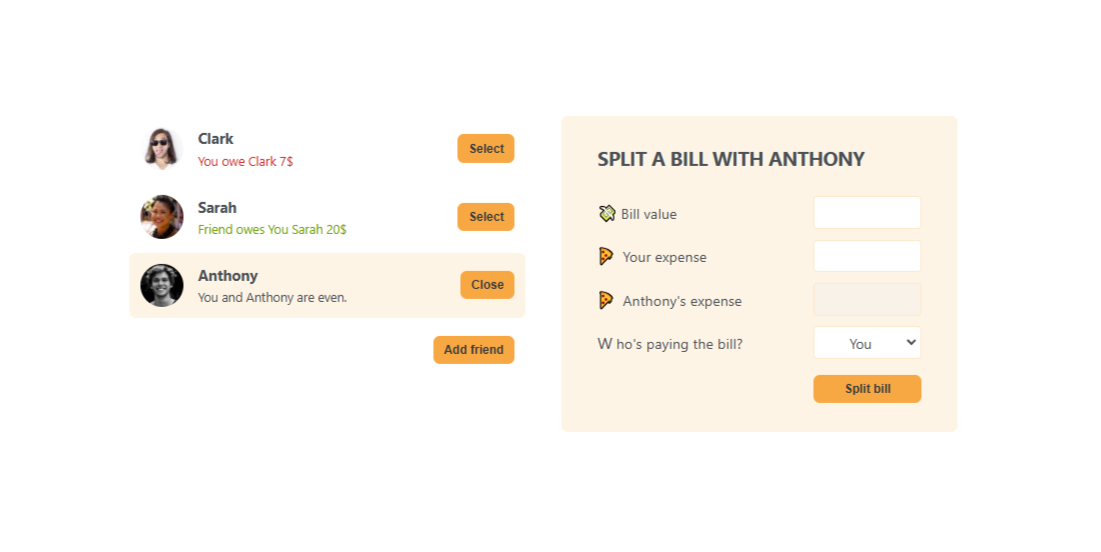 Clark
You owe Clark 7$
Select
Sarah
Friend owes You Sarah 20$
Select
Anthony
You and Anthony are even.
Close
Add friend
SPLIT A BILL WITH ANTHONY
Bill value
Your expense
Anthony's expense
W ho's paying the bill?
You
Split bill